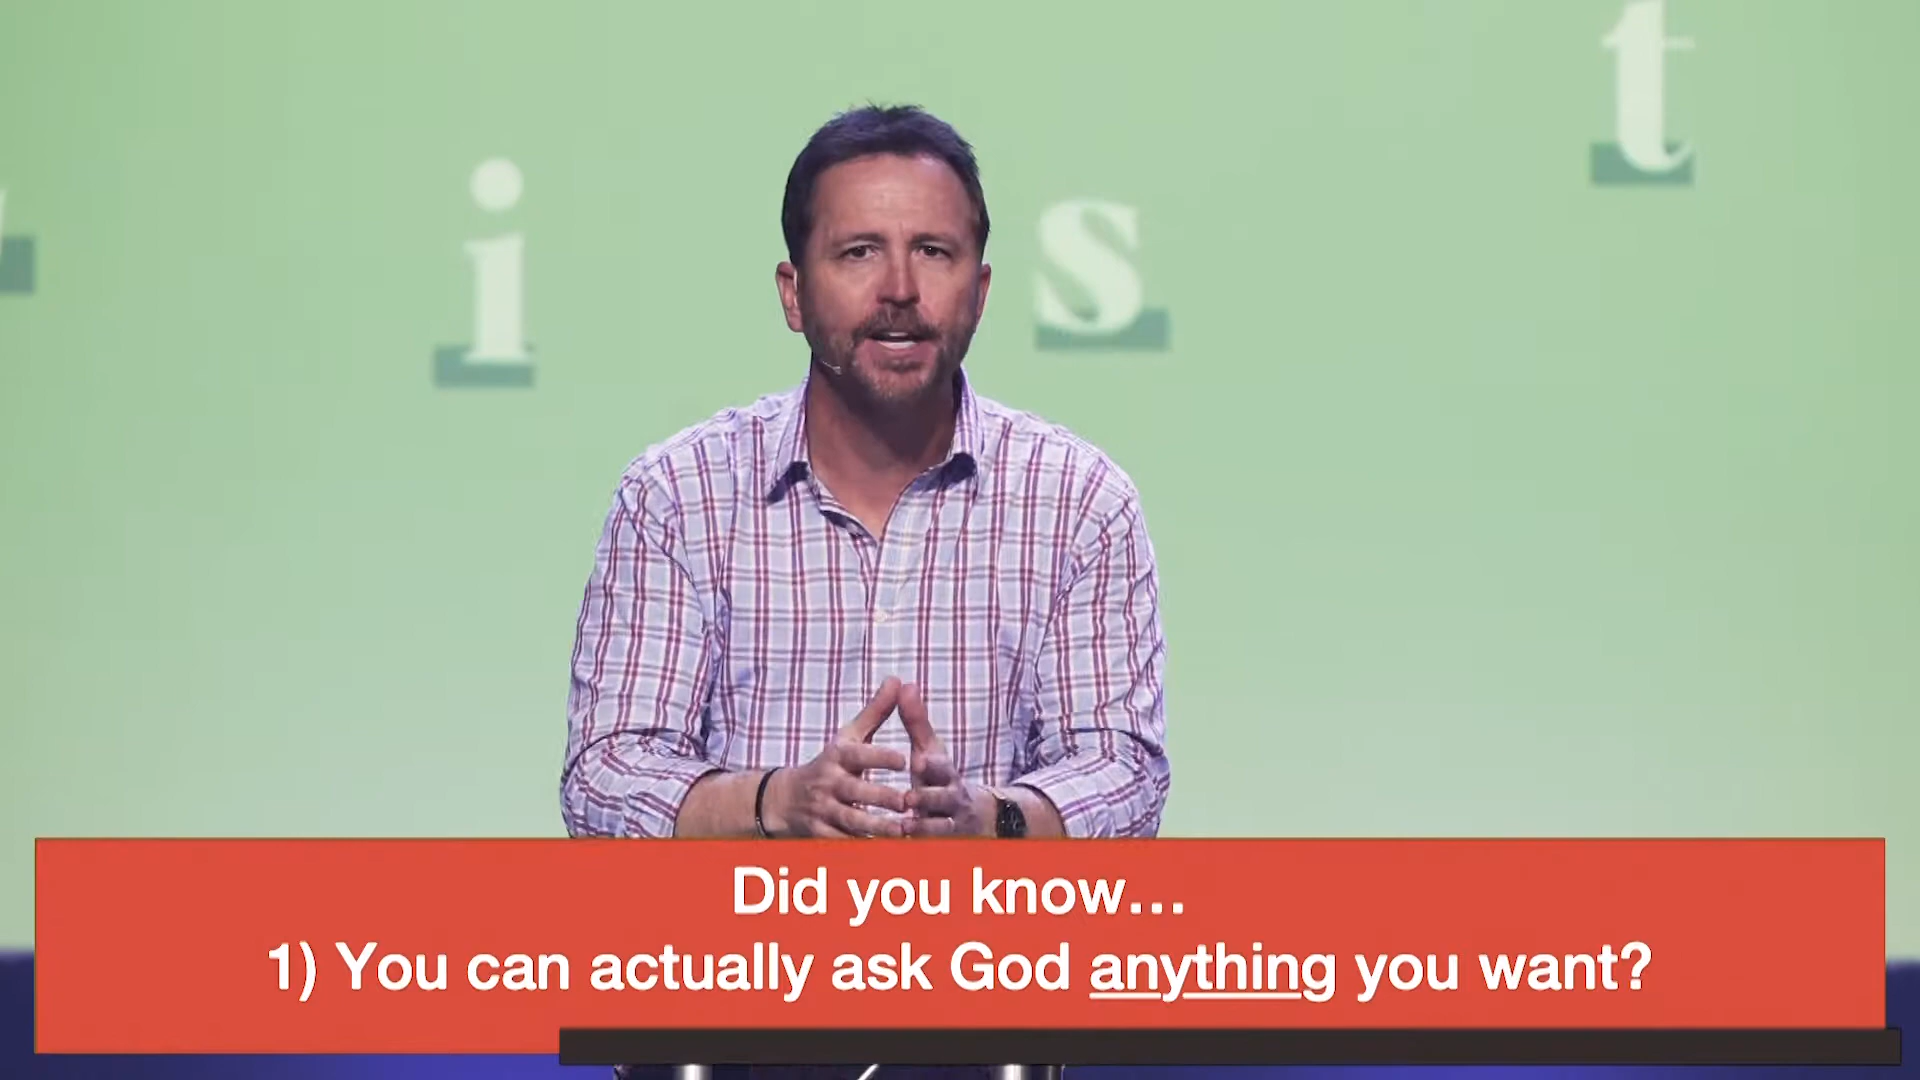 t
i
s
Did you know…
1) You can actually ask God anything you want?